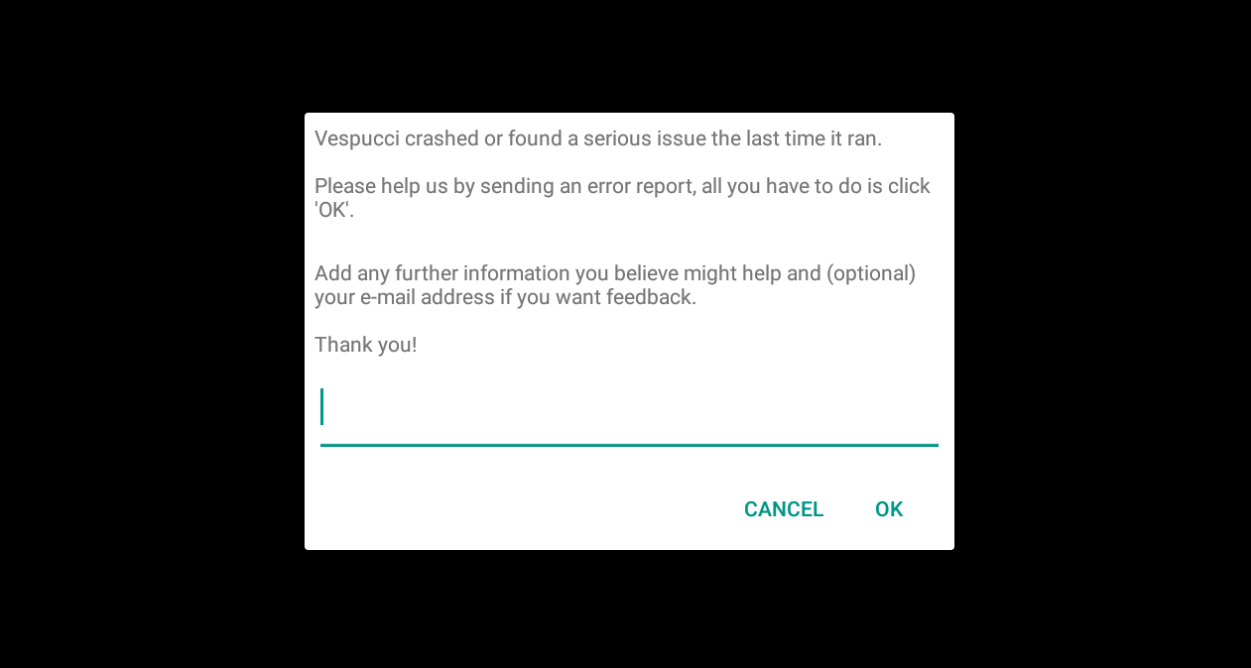 Vespucci crashed or found a serious issue the last time it ran.
Please help us by sending an error report, all you have to do is click
'OK'.
Add any further information you believe might help and (optional)
your e-mail address if you want feedback.
Thank you!
CANCEL OK